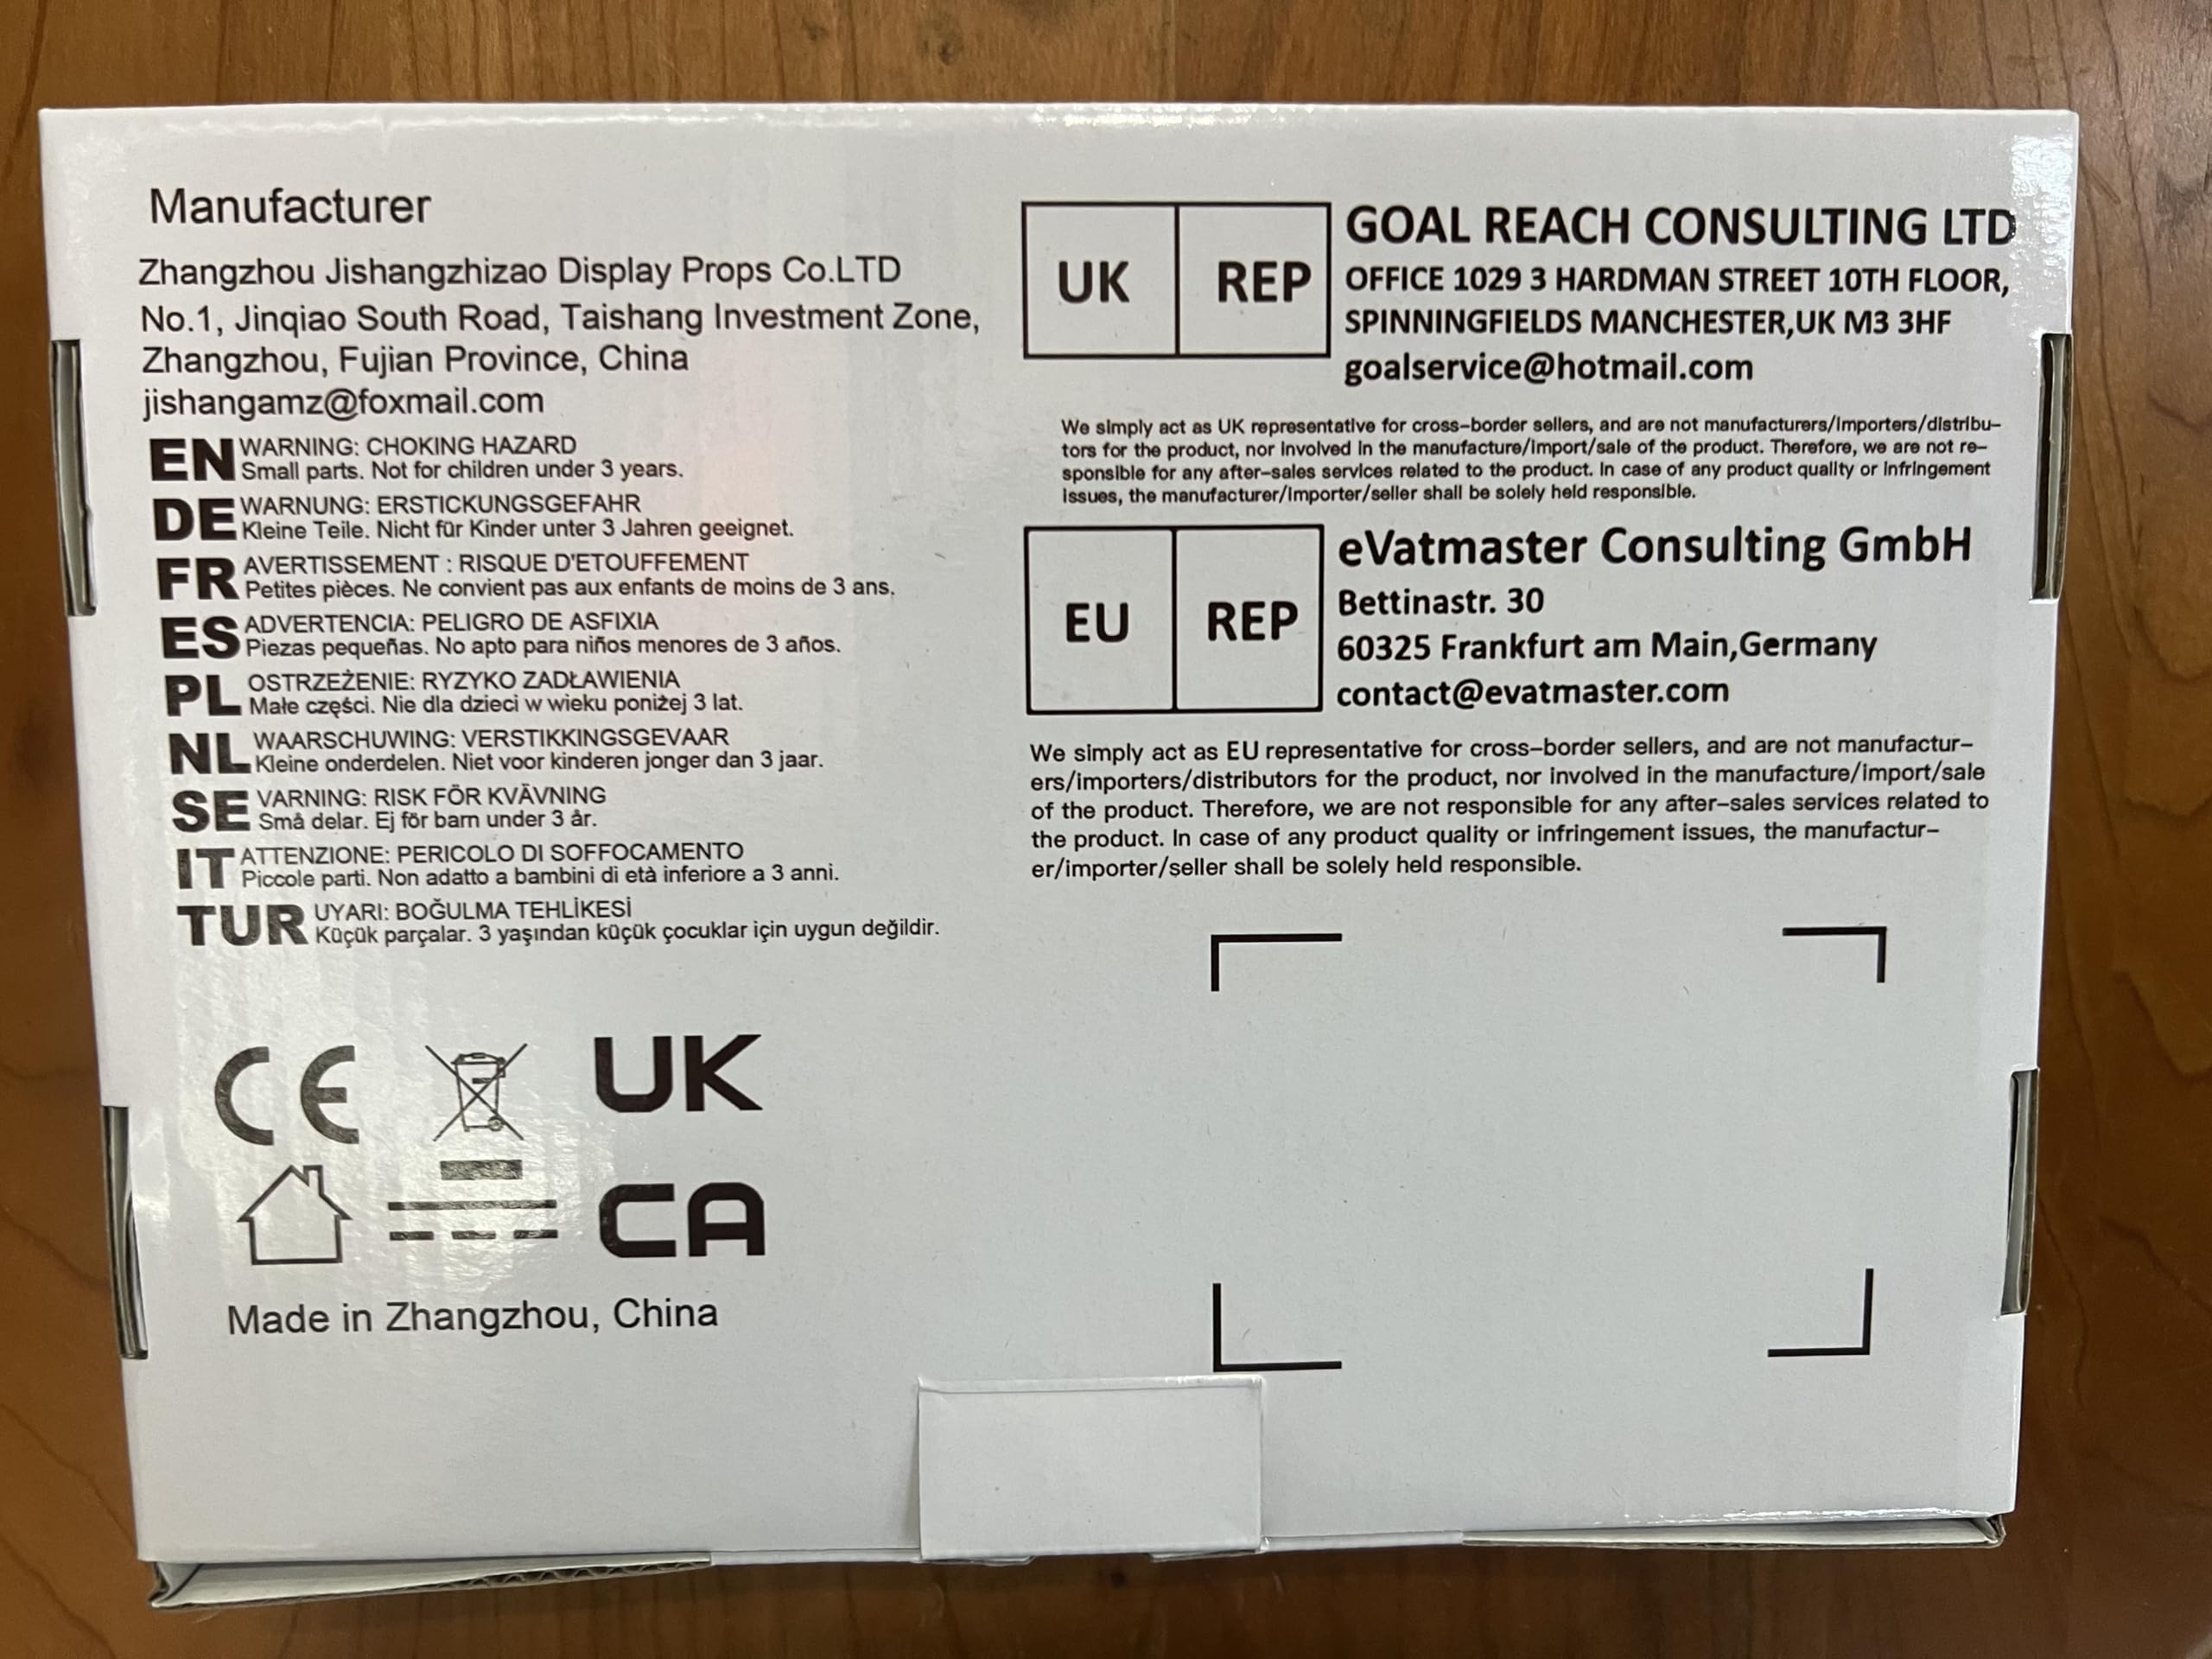 Manufacturer
Zhangzhou Jishangzhizao Display Props Co.LTD
No.1, Jinqiao South Road, Taishang Investment Zone,
Zhangzhou, Fujian Province, China
jishangamz@foxmail.com
EN WARNING: CHOKING HAZARD
Small parts. Not for children under 3 years.
DE WARNUNG: ERSTICKUNGSGEFAHR
Kleine Teile. Nicht für Kinder unter 3 Jahren geeignet.
FR AVERTISSEMENT : RISQUE D'ETOUFFEMENT
Petites pièces. Ne convient pas aux enfants de moins de 3 ans.
ES ADVERTENCIA: PELIGRO DE ASFIXIA
Piezas pequeñas. No apto para niños menores de 3 años.
PL OSTRZEŻENIE: RYZYKO ZADŁAWIENIA
Małe części. Nie dla dzieci w wieku poniżej 3 lat.
NL WAARSCHUWING: VERSTIKKINGSGEVAAR
Kleine onderdelen. Niet voor kinderen jonger dan 3 jaar.
SE VARNING: RISK FÖR KVÄVNING
Små delar. Ej för barn under 3 år.
IT ATTENZIONE: PERICOLO DI SOFFOCAMENTO
Piccole parti. Non adatto a bambini di età inferiore a 3 anni.
TUR UYARI: BOĞULMA TEHLİKESİ
Küçük parçalar. 3 yaşından küçük çocuklar için uygun değildir.
CE
UK
CA
Made in Zhangzhou, China
UK REP
GOAL REACH CONSULTING LTD
OFFICE 1029 3 HARDMAN STREET 10TH FLOOR,
SPINNINGFIELDS MANCHESTER,UK M3 3HF
goalservice@hotmail.com
We simply act as UK representative for cross-border sellers, and are not manufacturers/importers/distribu-
tors for the product, nor involved in the manufacture/import/sale of the product. Therefore, we are not re-
sponsible for any after-sales services related to the product. In case of any product quality or infringement
issues, the manufacturer/importer/seller shall be solely held responsible.
EU REP
eVatmaster Consulting GmbH
Bettinastr. 30
60325 Frankfurt am Main,Germany
contact@evatmaster.com
We simply act as EU representative for cross-border sellers, and are not manufactur-
ers/importers/distributors for the product, nor involved in the manufacture/import/sale
of the product. Therefore, we are not responsible for any after-sales services related to
the product. In case of any product quality or infringement issues, the manufactur-
er/importer/seller shall be solely held responsible.